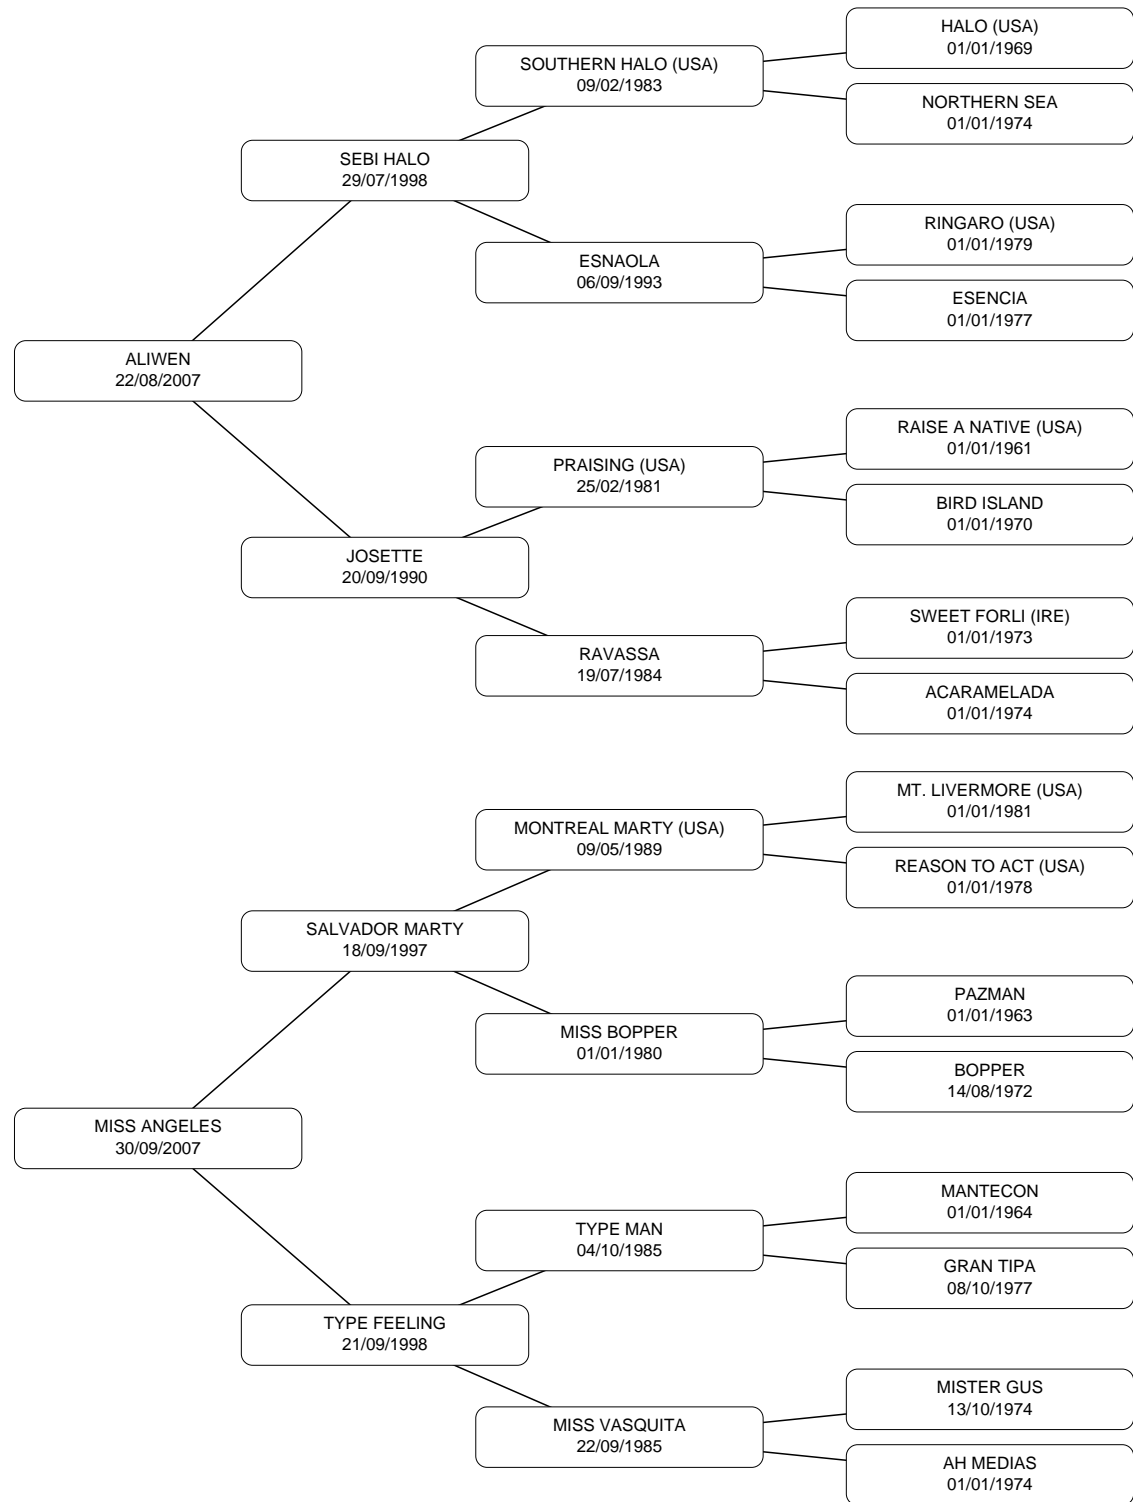 HALO (USA)
01/01/1969
SOUTHERN HALO (USA)
09/02/1983
NORTHERN SEA
01/01/1974
SEBI HALO
29/07/1998
RINGARO (USA)
01/01/1979
ESNAOLA
06/09/1993
ESENCIA
01/01/1977
ALIWEN
22/08/2007
RAISE A NATIVE (USA)
01/01/1961
PRAISING (USA)
25/02/1981
BIRD ISLAND
01/01/1970
JOSETTE
20/09/1990
SWEET FORLI (IRE)
01/01/1973
RAVASSA
19/07/1984
ACARAMELADA
01/01/1974
MT. LIVERMORE (USA)
01/01/1981
MONTREAL MARTY (USA)
09/05/1989
REASON TO ACT (USA)
01/01/1978
SALVADOR MARTY
18/09/1997
PAZMAN
01/01/1963
MISS BOPPER
01/01/1980
BOPPER
14/08/1972
MISS ANGELES
30/09/2007
MANTECON
01/01/1964
TYPE MAN
04/10/1985
GRAN TIPA
08/10/1977
TYPE FEELING
21/09/1998
MISTER GUS
13/10/1974
MISS VASQUITA
22/09/1985
AH MEDIAS
01/01/1974